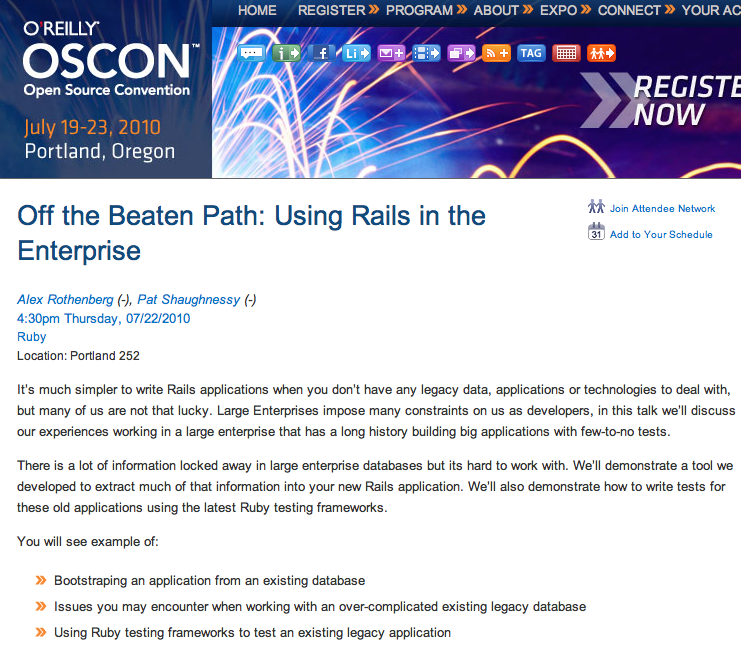 HOME REGISTER PROGRAM ABOUT EXPO CONNECT YOUR AC
O'REILLY
OSCON™
Open Source Convention
July 19-23, 2010
Portland, Oregon
i f Li TAG
REGISTE
NOW
Off the Beaten Path: Using Rails in the
Enterprise
Join Attendee Network
31 Add to Your Schedule
Alex Rothenberg (-), Pat Shaughnessy (-)
4:30pm Thursday, 07/22/2010
Ruby
Location: Portland 252
It's much simpler to write Rails applications when you don't have any legacy data, applications or technologies to deal with,
but many of us are not that lucky. Large Enterprises impose many constraints on us as developers, in this talk we'll discuss
our experiences working in a large enterprise that has a long history building big applications with few-to-no tests.
There is a lot of information locked away in large enterprise databases but its hard to work with. We'll demonstrate a tool we
developed to extract much of that information into your new Rails application. We'll also demonstrate how to write tests for
these old applications using the latest Ruby testing frameworks.
You will see example of:
Bootstraping an application from an existing database
Issues you may encounter when working with an over-complicated existing legacy database
Using Ruby testing frameworks to test an existing legacy application